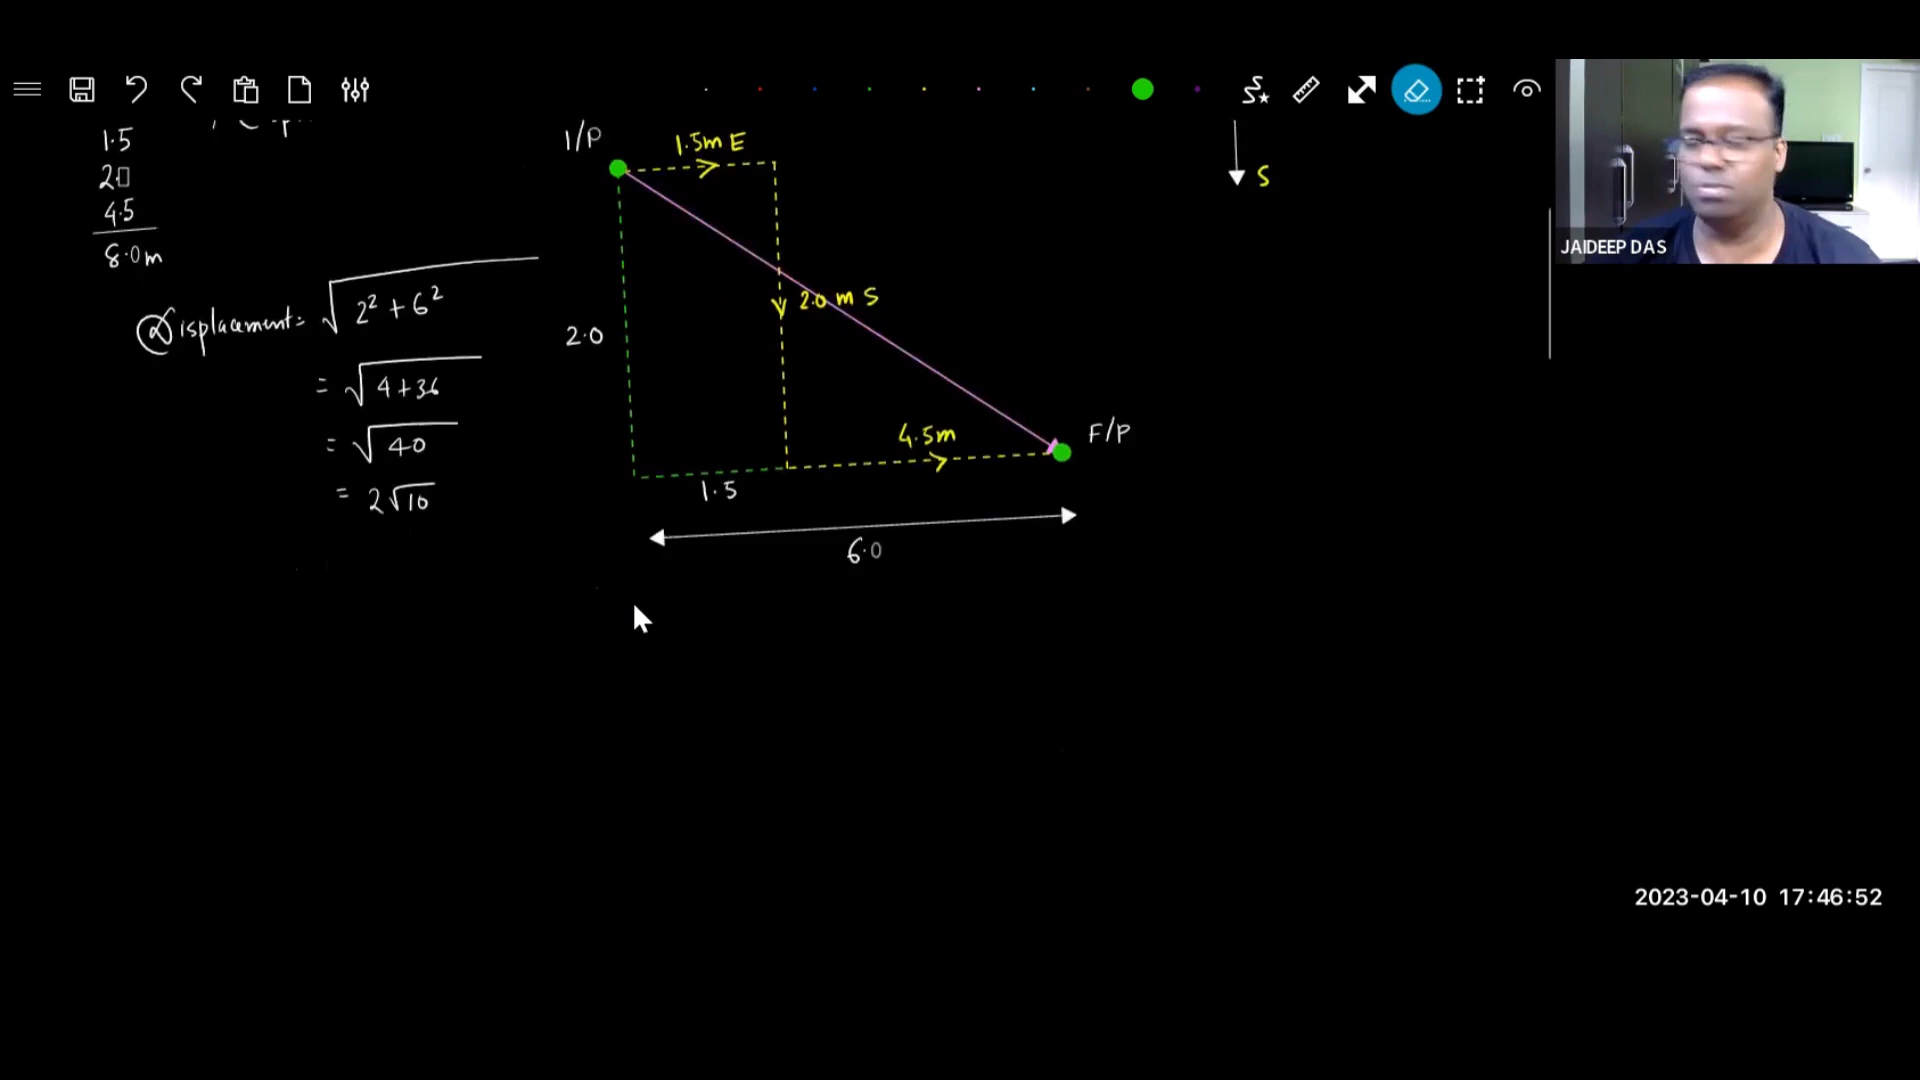 1.5
2.0
4.5
8.0m
Displacement = √2² + 6²
= √4+36
= √40
= 2√10
I/P
1.5m E
2.0
2.0 m S
4.5m
F/P
1.5
6.0
S
JAIDEEP DAS
2023-04-10 17:46:52